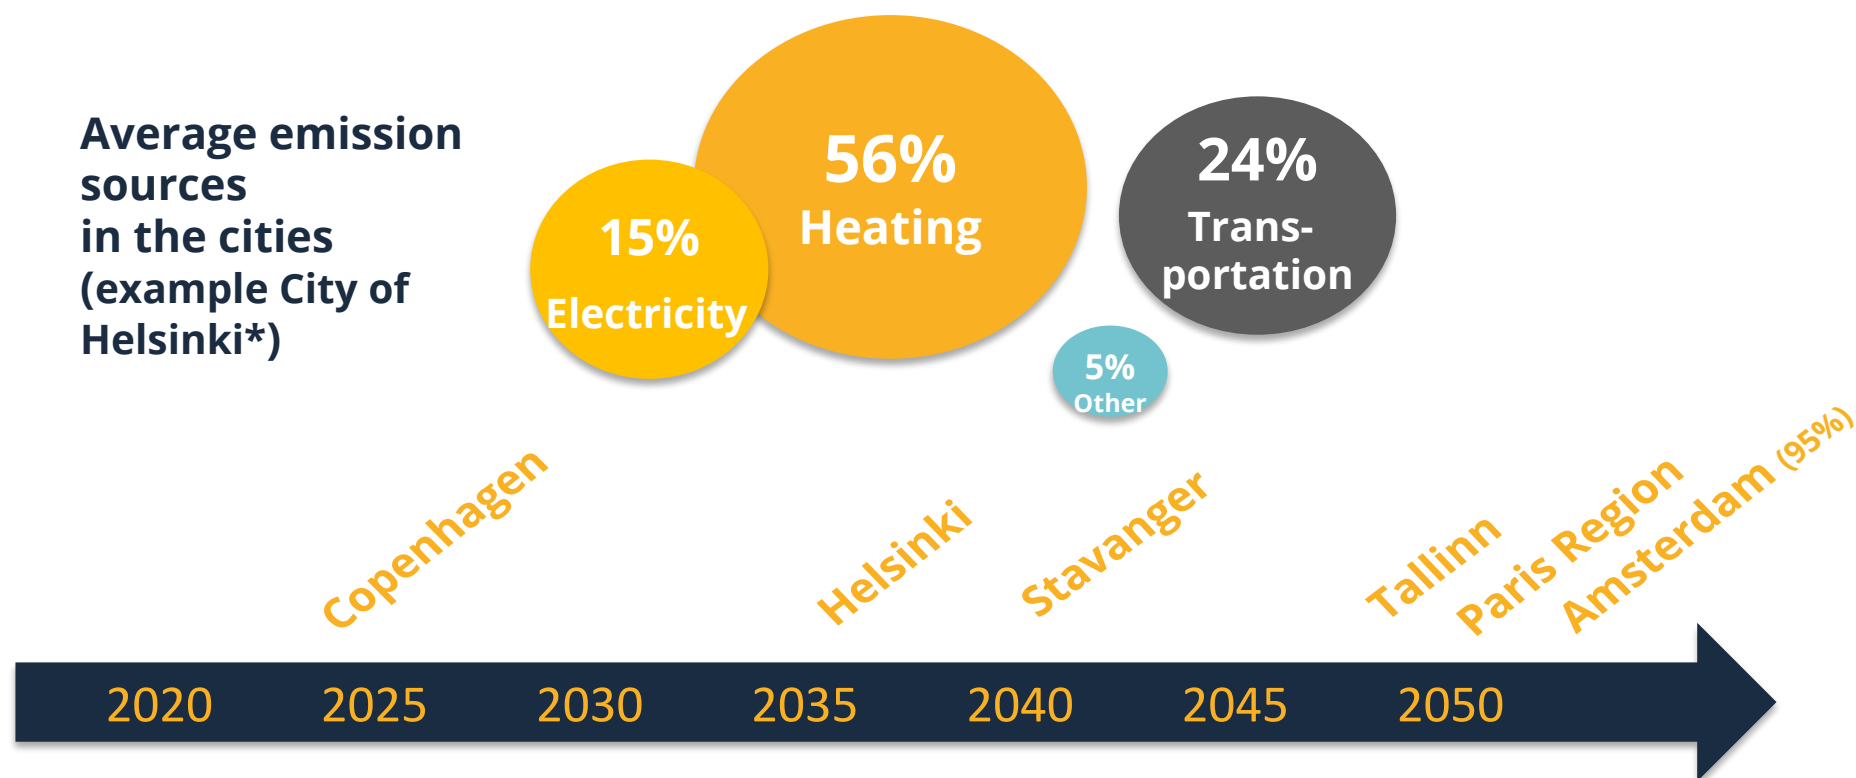 Average emission
sources
in the cities
(example City of
Helsinki*)
15%
Electricity
56%
Heating
24%
Trans-
portation
5%
Other
Copenhagen
Helsinki
Stavanger
Tallinn
Paris Region
Amsterdam (95%)
2020 2025 2030 2035 2040 2045 2050